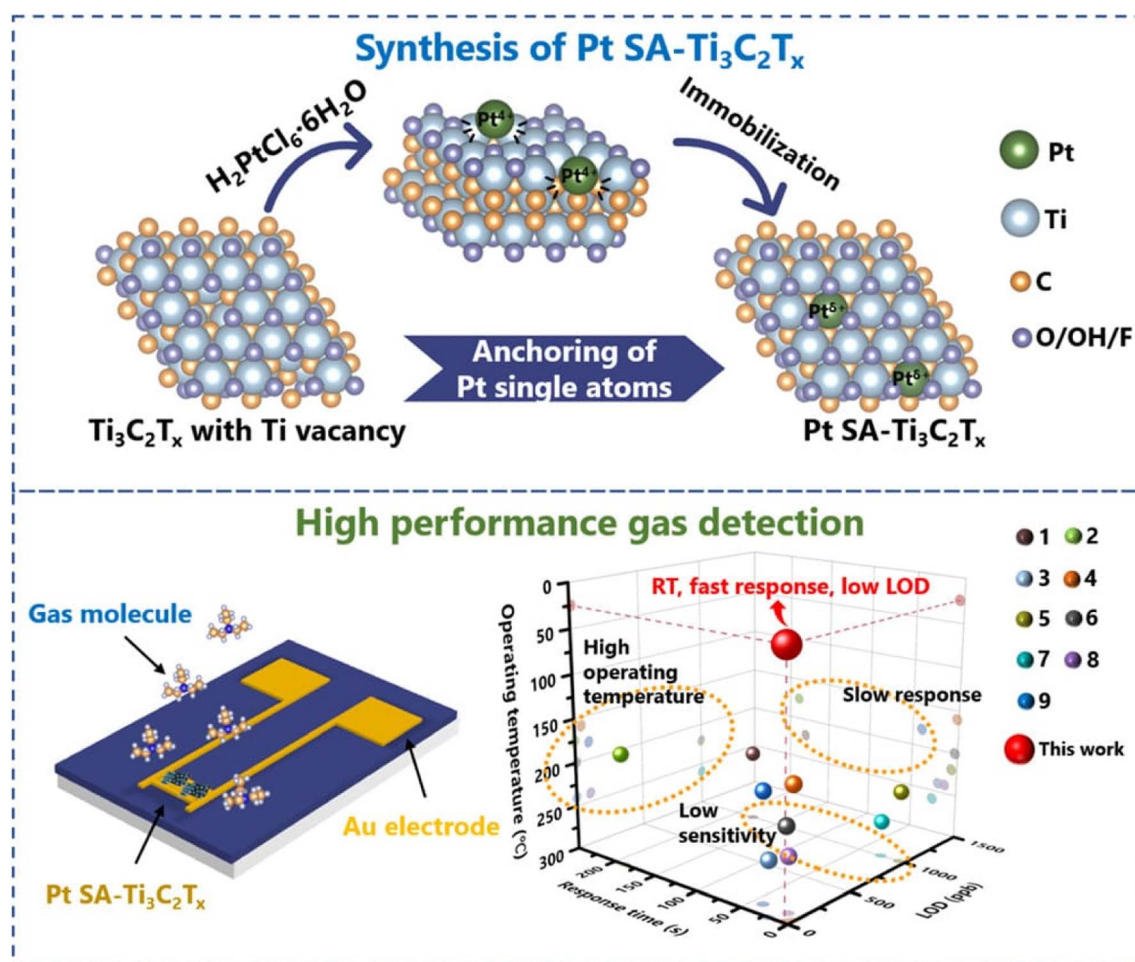 Synthesis of Pt SA-Ti₃C₂Tₓ
H₂PtCl₆·6H₂O
Pt⁴⁺
Pt⁴⁺
Immobilization
Pt
Ti
C
O/OH/F
Ptᵟ⁺
Ptᵟ⁺
Anchoring of
Pt single atoms
Ti₃C₂Tₓ with Ti vacancy
Pt SA-Ti₃C₂Tₓ
High performance gas detection
Gas molecule
Au electrode
Pt SA-Ti₃C₂Tₓ
RT, fast response, low LOD
High
operating
temperature
Slow response
Low
sensitivity
Operating temperature (°C)
0
50
100
150
200
250
300
Response time (s)
200
150
100
50
0
LOD (ppb)
0
500
1000
1500
1 2
3 4
5 6
7 8
9
This work